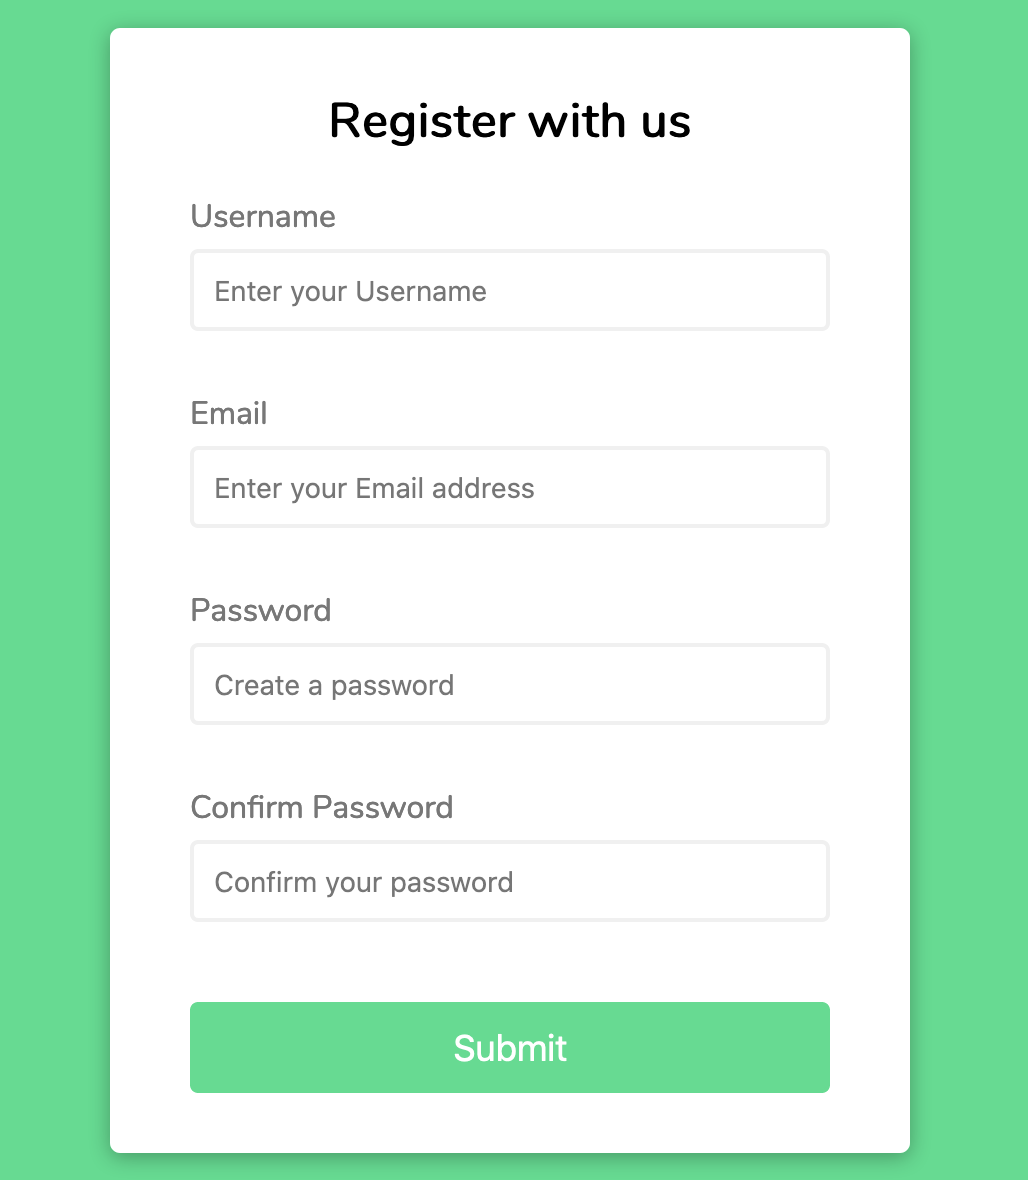 Register with us
Username
Enter your Username
Email
Enter your Email address
Password
Create a password
Confirm Password
Confirm your password
Submit